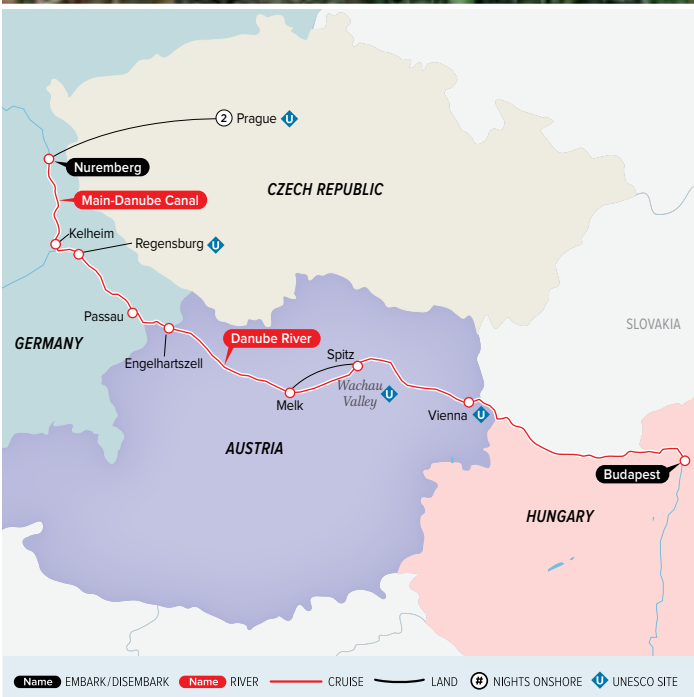 2 Prague U
Nuremberg
CZECH REPUBLIC
Main-Danube Canal
Kelheim
Regensburg U
Passau
SLOVAKIA
Danube River
GERMANY
Spitz
Engelhartszell
Wachau
Valley U
Melk
Vienna U
AUSTRIA
Budapest
HUNGARY
Name EMBARK/DISEMBARK Name RIVER CRUISE LAND # NIGHTS ONSHORE U UNESCO SITE